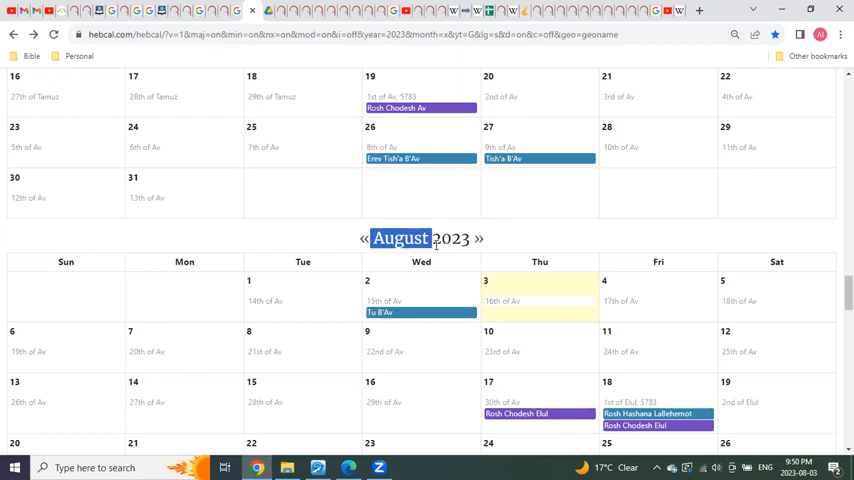 hebcal.com/hebcal/?v=1&maj=on&min=on&nx=on&mod=on&i=off&year=2023&month=x&yt=G&lg=s&d=on&c=off&geo=geoname
Bible Personal Other bookmarks
16 17 18 19 20 21 22
27th of Tamuz 28th of Tamuz 29th of Tamuz 1st of Av, 5783 2nd of Av 3rd of Av 4th of Av
Rosh Chodesh Av
23 24 25 26 27 28 29
5th of Av 6th of Av 7th of Av 8th of Av 9th of Av 10th of Av 11th of Av
Erev Tish'a B'Av Tish'a B'Av
30 31
12th of Av 13th of Av
« August 2023 »
Sun Mon Tue Wed Thu Fri Sat
1 2 3 4 5
14th of Av 15th of Av 16th of Av 17th of Av 18th of Av
Tu B'Av
6 7 8 9 10 11 12
19th of Av 20th of Av 21st of Av 22nd of Av 23rd of Av 24th of Av 25th of Av
13 14 15 16 17 18 19
26th of Av 27th of Av 28th of Av 29th of Av 30th of Av 1st of Elul, 5783 2nd of Elul
Rosh Chodesh Elul Rosh Hashana LaBehemot
Rosh Chodesh Elul
20 21 22 23 24 25 26
Type here to search 17°C Clear ENG 9:50 PM
2023-08-03